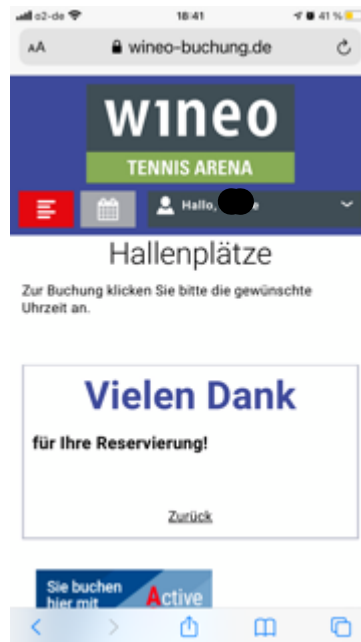 o2-de 18:41 41 %
AA wineo-buchung.de
wineo
TENNIS ARENA
Hallo, e
Hallenplätze
Zur Buchung klicken Sie bitte die gewünschte
Uhrzeit an.
Vielen Dank
für Ihre Reservierung!
Zurück
Sie buchen
hier mit
Active